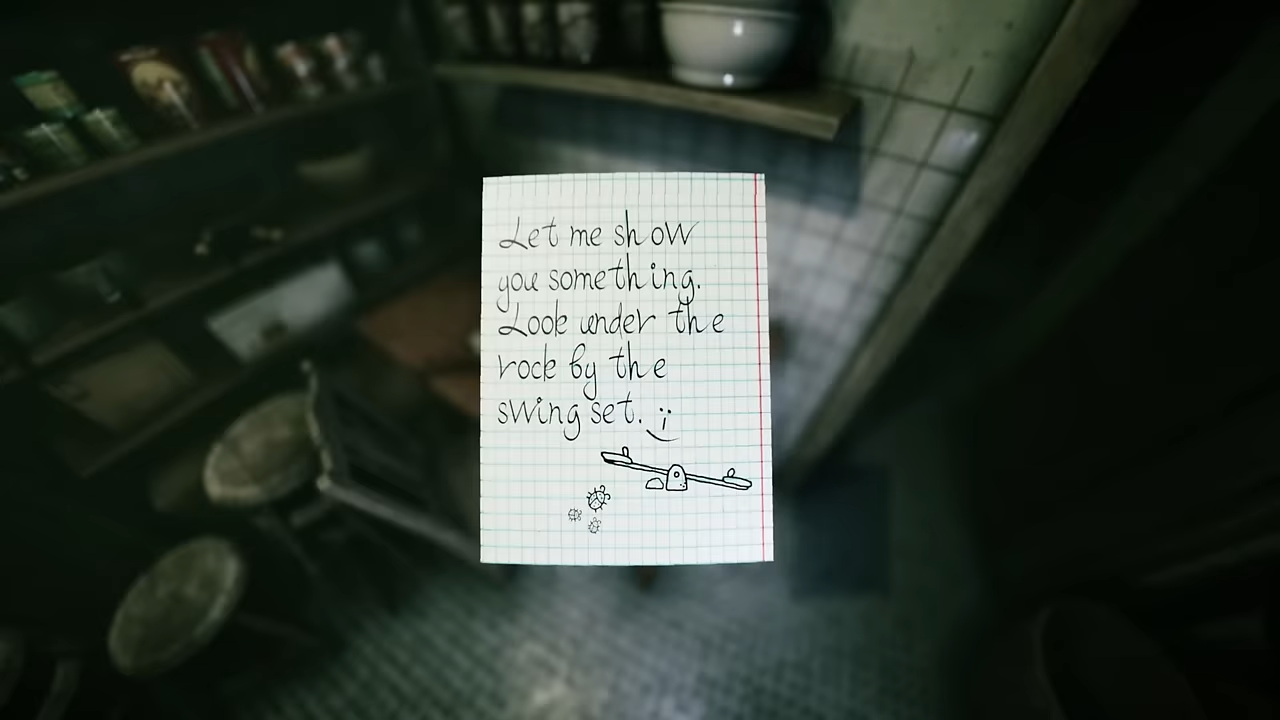 Let me show
you something.
Look under the
rock by the
swing set.